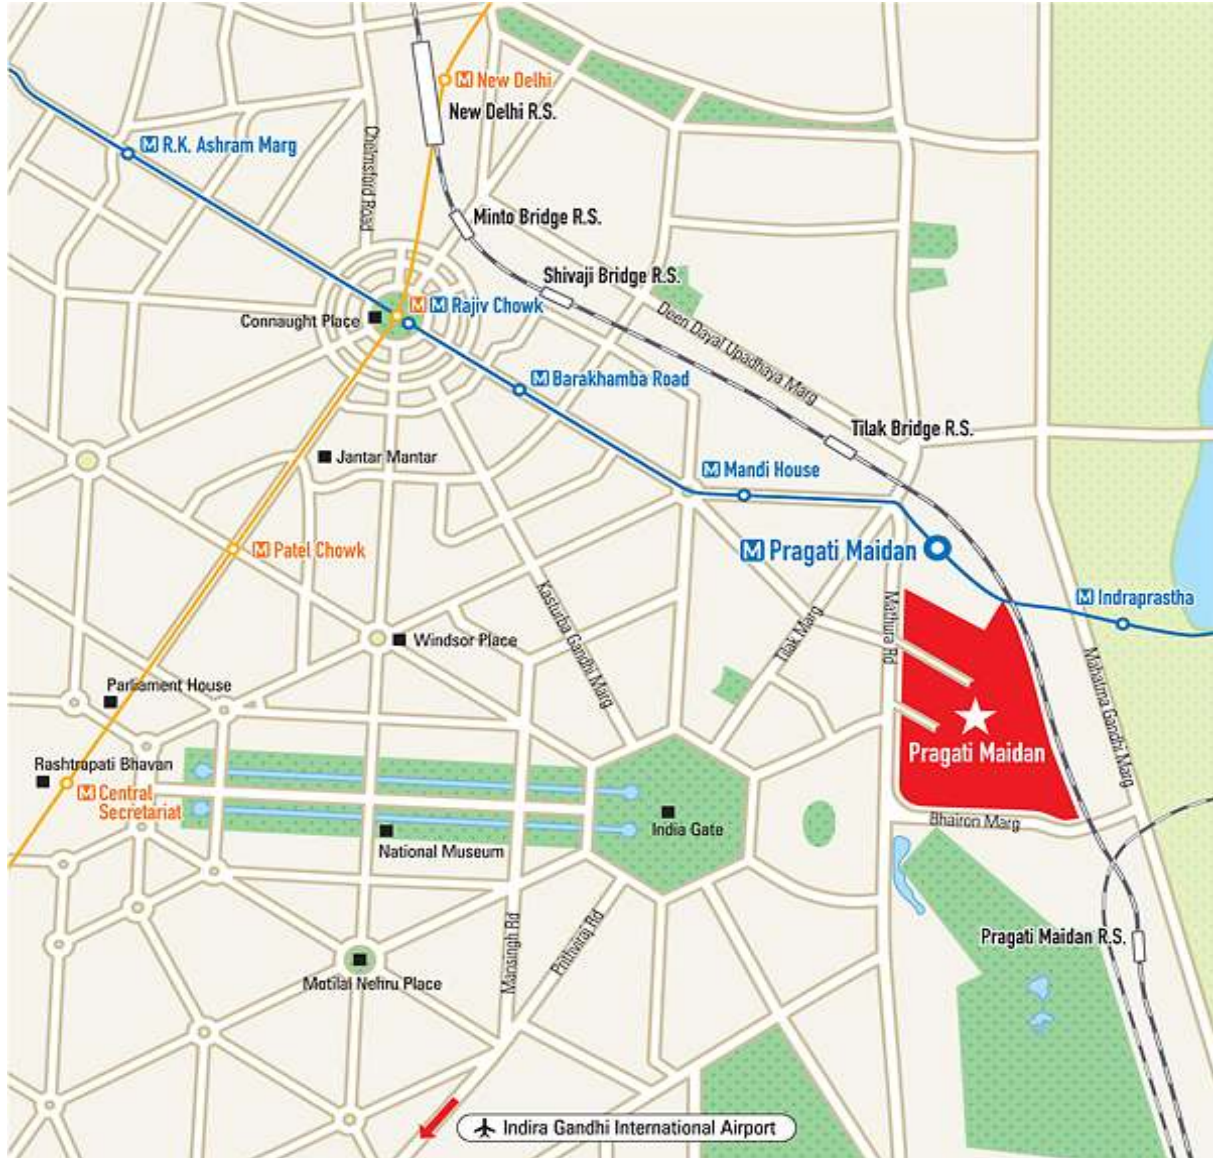 M New Delhi
New Delhi R.S.
M R.K. Ashram Marg
Chelmsford Road
Minto Bridge R.S.
Shivaji Bridge R.S.
M M Rajiv Chowk
Connaught Place
Deen Dayal Upadhaya Marg
M Barakhamba Road
Tilak Bridge R.S.
Jantar Mantar
M Mandi House
M Patel Chowk
M Pragati Maidan
Kasturba Gandhi Marg
M Indraprastha
Windsor Place
Tilak Marg
Mathura Rd
Mahatma Gandhi Marg
Parliament House
Pragati Maidan
Rashtrapati Bhavan
M Central
Secretariat
India Gate
Bhairon Marg
National Museum
Mansingh Rd
Prithviraj Rd
Pragati Maidan R.S.
Motilal Nehru Place
Indira Gandhi International Airport